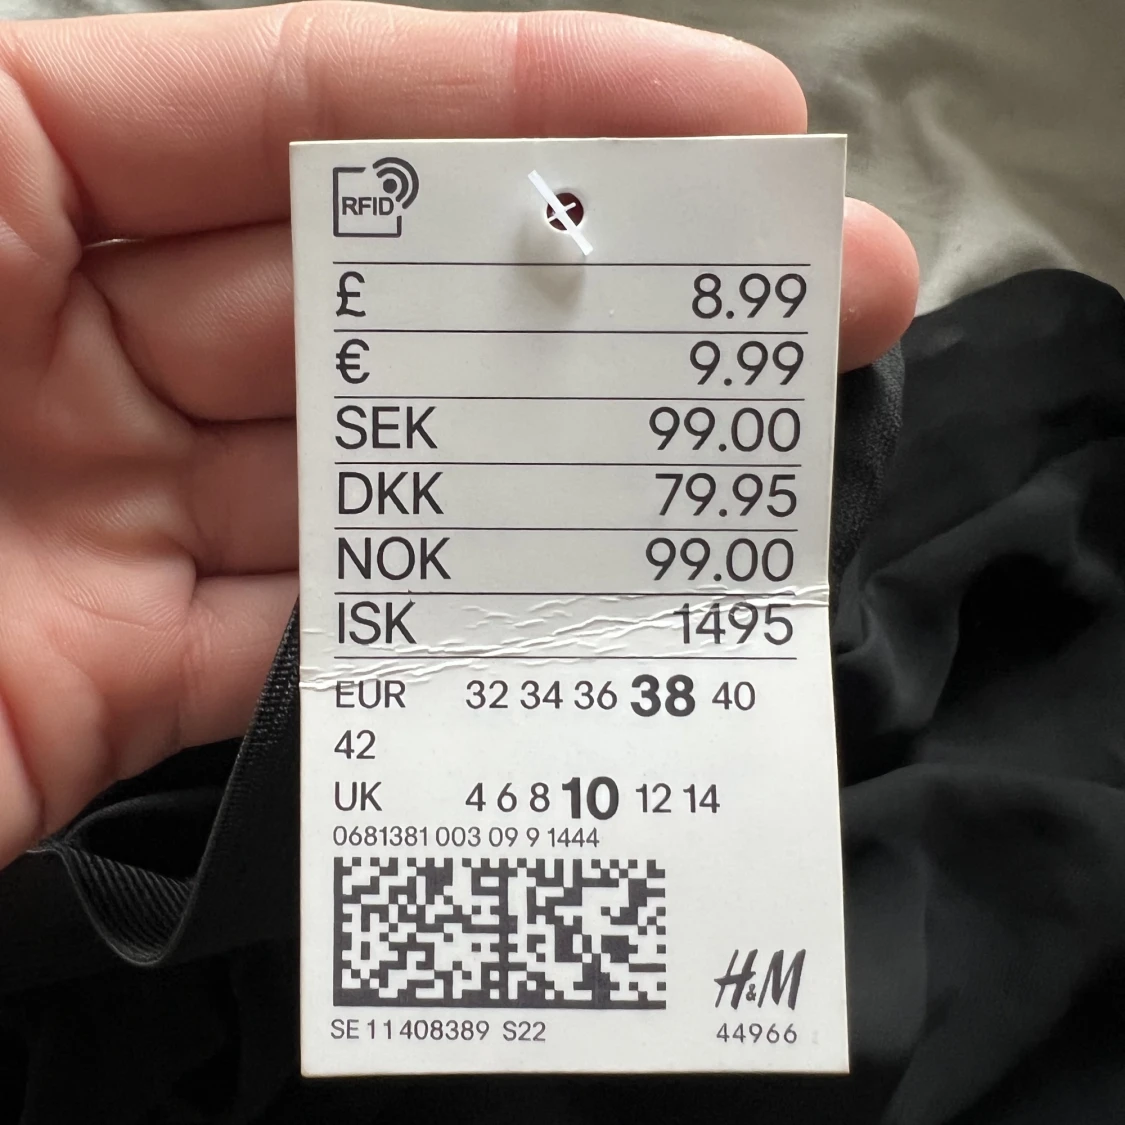 RFID
£ 8.99
€ 9.99
SEK 99.00
DKK 79.95
NOK 99.00
ISK 1495
EUR 32 34 36 38 40
42
UK 4 6 8 10 12 14
0681381 003 09 9 1444
H&M
SE 11 408389 S22 44966